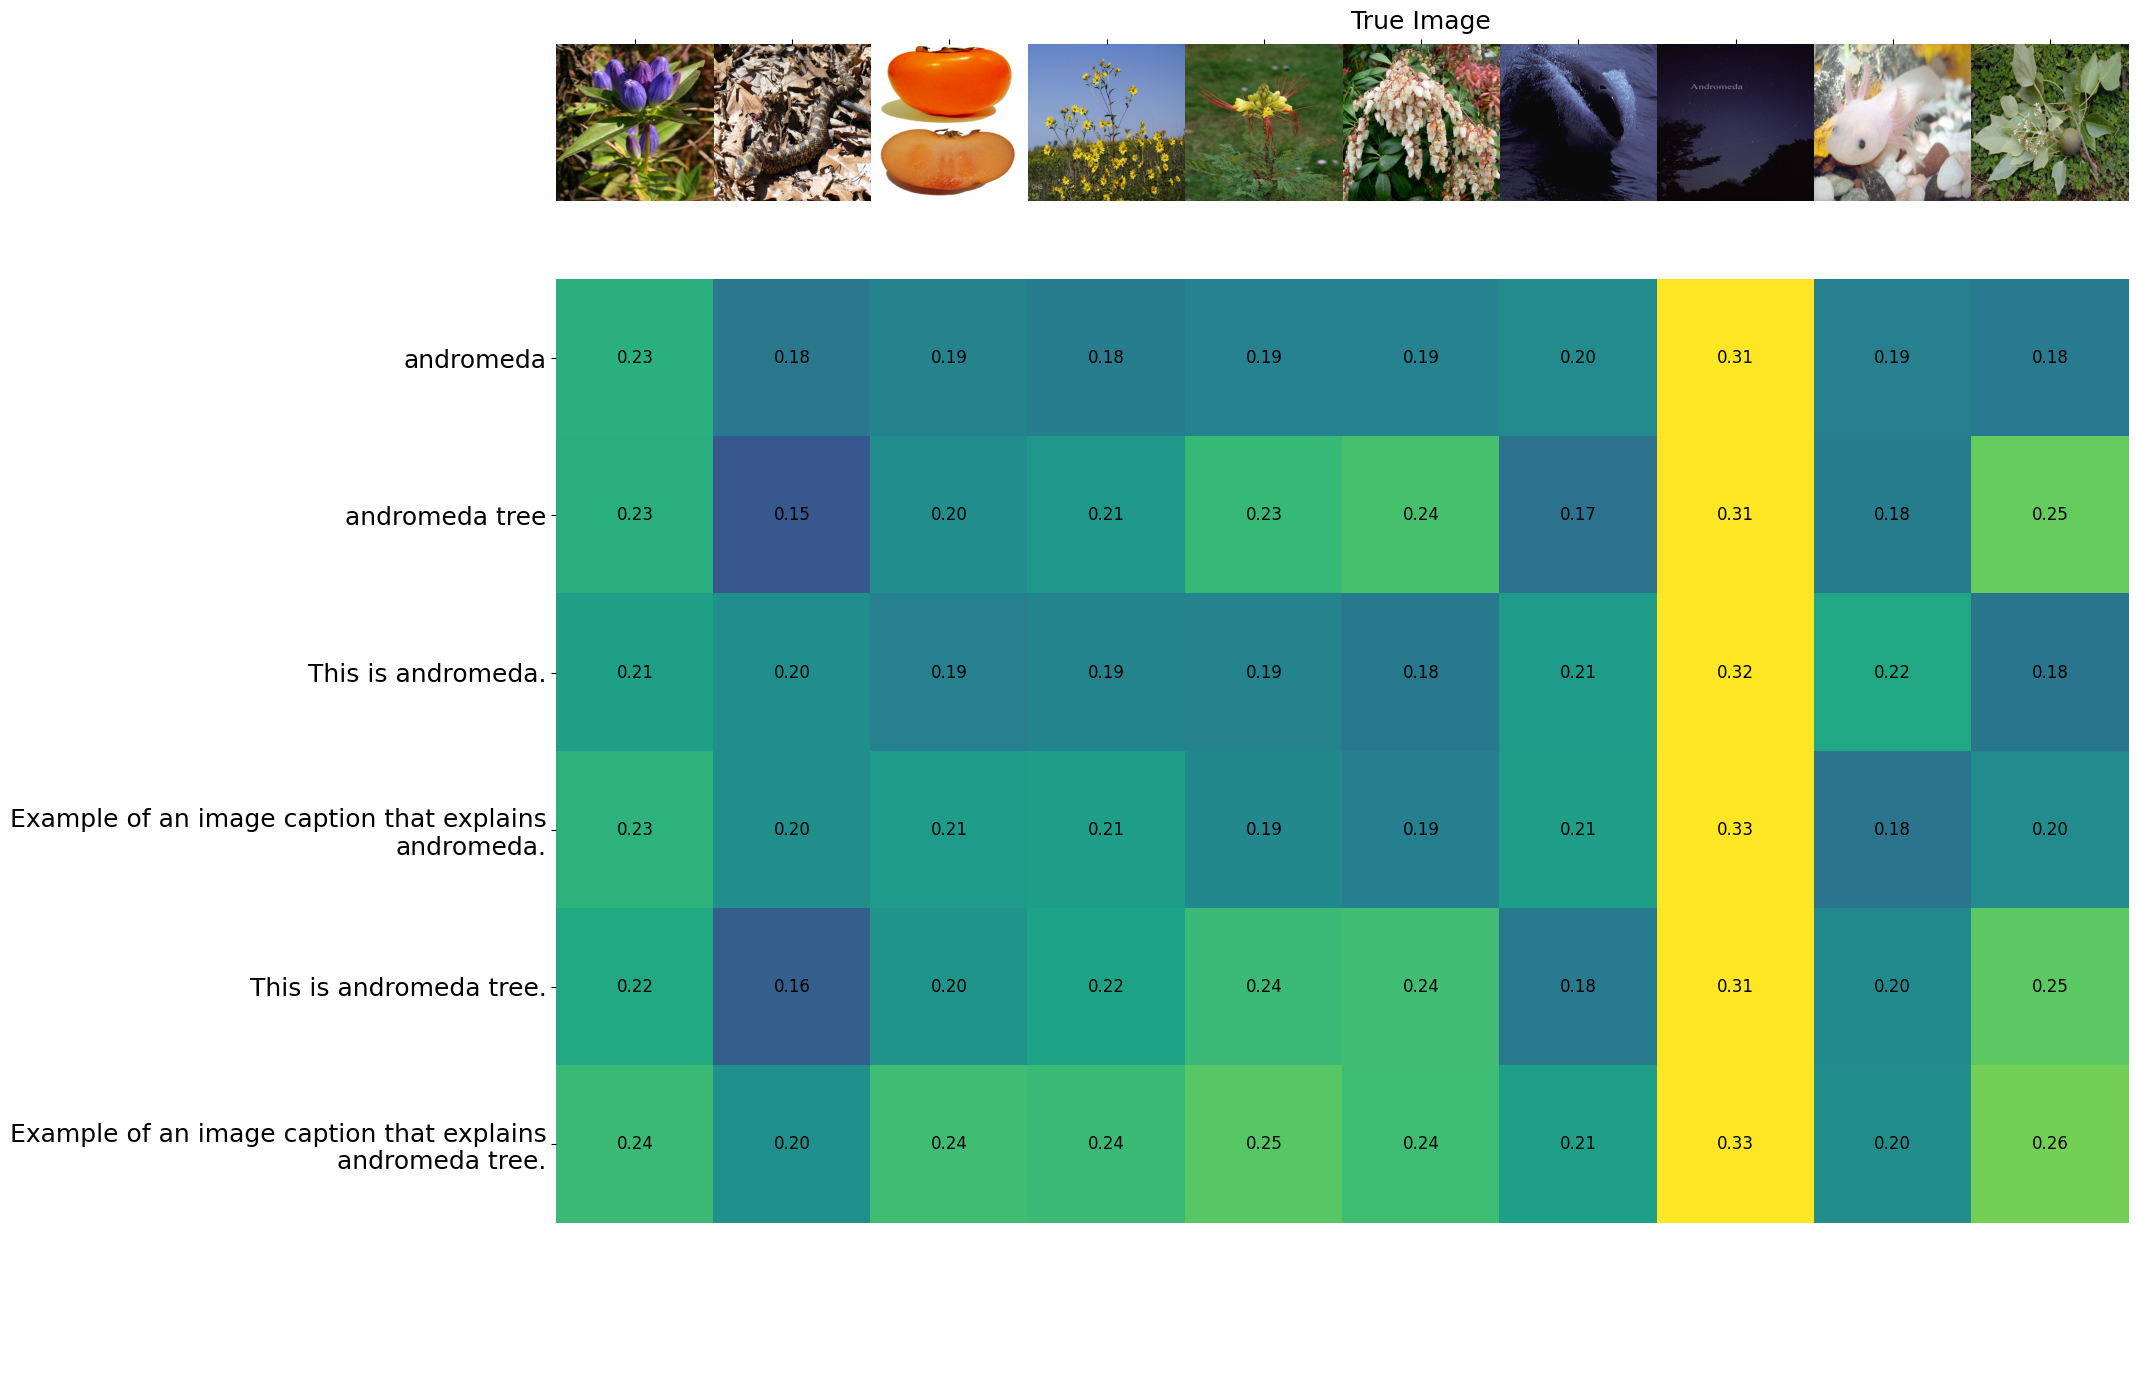 True Image
Andromeda
andromeda
0.23 0.18 0.19 0.18 0.19 0.19 0.20 0.31 0.19 0.18
andromeda tree
0.23 0.15 0.20 0.21 0.23 0.24 0.17 0.31 0.18 0.25
This is andromeda.
0.21 0.20 0.19 0.19 0.19 0.18 0.21 0.32 0.22 0.18
Example of an image caption that explains
andromeda.
0.23 0.20 0.21 0.21 0.19 0.19 0.21 0.33 0.18 0.20
This is andromeda tree.
0.22 0.16 0.20 0.22 0.24 0.24 0.18 0.31 0.20 0.25
Example of an image caption that explains
andromeda tree.
0.24 0.20 0.24 0.24 0.25 0.24 0.21 0.33 0.20 0.26